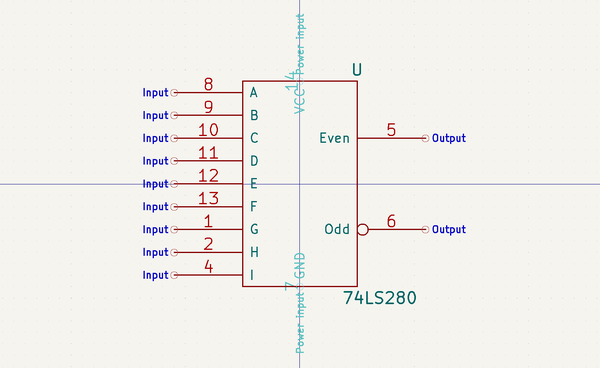 Power input
14
VCC
U
Input 8 A
Input 9 B
Input 10 C
Even 5 Output
Input 11 D
Input 12 E
Input 13 F
Input 1 G
Odd 6 Output
Input 2 H
Input 4 I
GND
7
Power input
74LS280